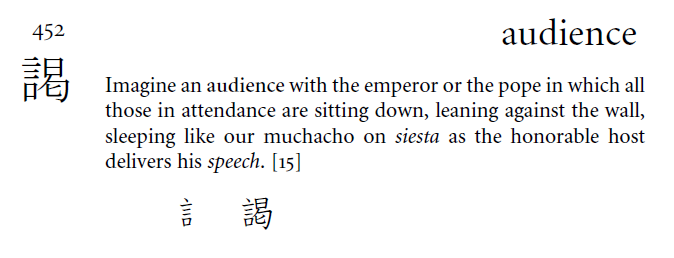 452
audience
謁
Imagine an audience with the emperor or the pope in which all
those in attendance are sitting down, leaning against the wall,
sleeping like our muchacho on siesta as the honorable host
delivers his speech. [15]
訁 謁